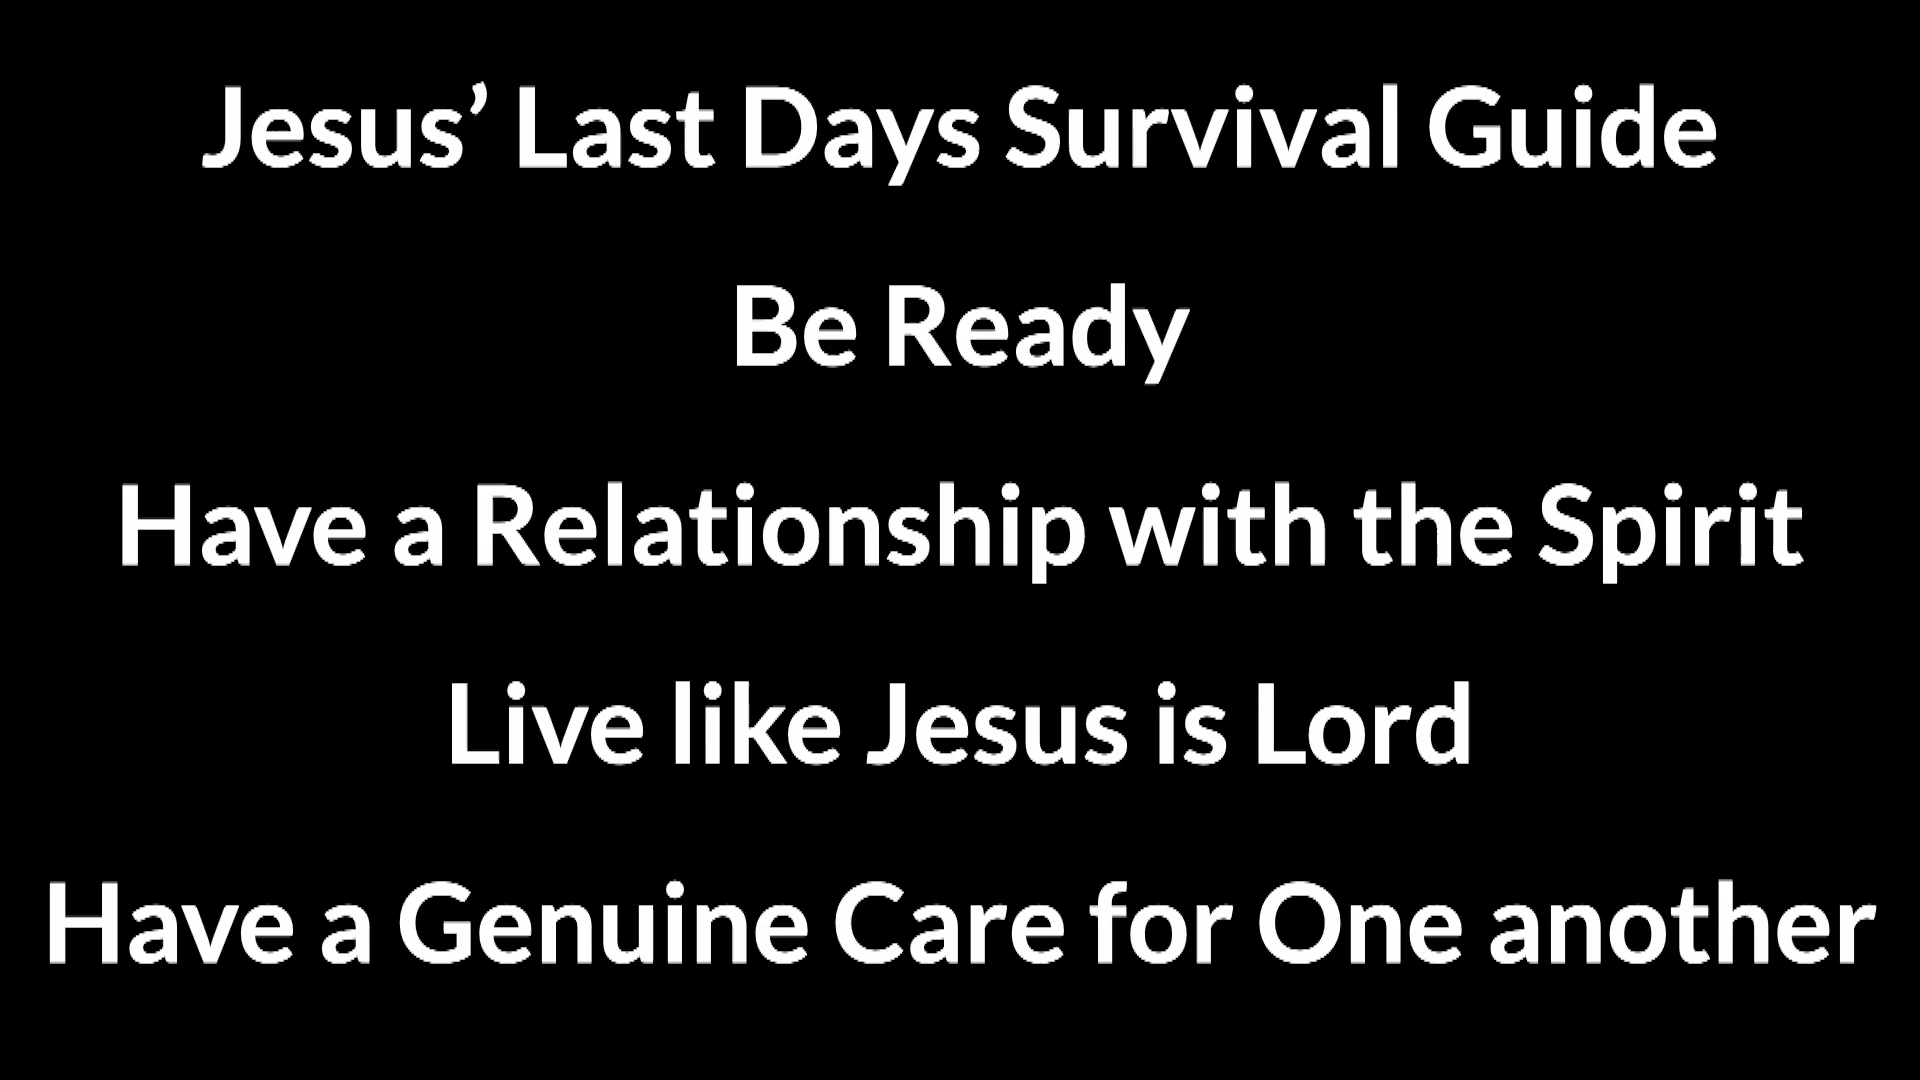 Jesus’ Last Days Survival Guide
Be Ready
Have a Relationship with the Spirit
Live like Jesus is Lord
Have a Genuine Care for One another